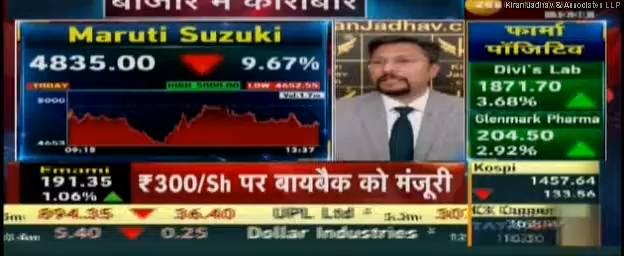 बाजार में कारोबार
KiranJadhav & Associates LLP
KiranJadhav.c
Maruti Suzuki
4835.00 9.67%
TODAY HIGH 5000.00 LOW 4652.55
5000
4653
09:15 13:37
फार्मा
पॉजिटिव
Divi's Lab
1871.70
3.68%
Glenmark Pharma
204.50
2.92%
Emami
191.35
1.06%
₹300/Sh पर बायबैक को मंजूरी
Kospi
1457.64
133.56
36.40 UPL Ltd
5.40 0.25 Dollar Industries